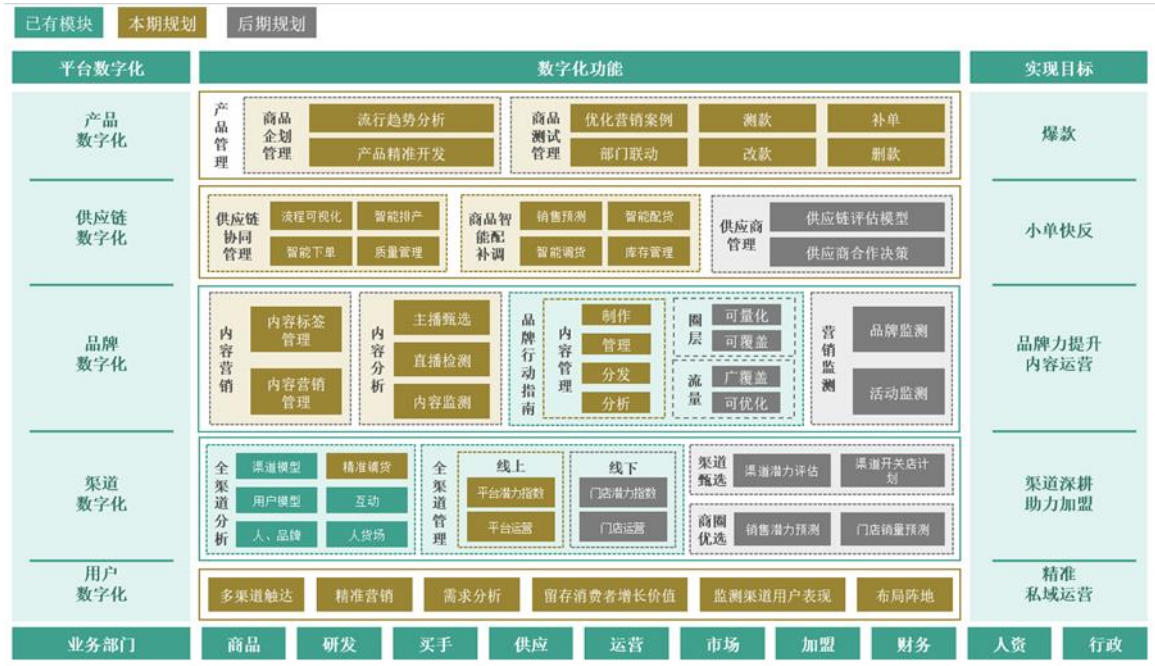 已有模块
本期规划
后期规划
平台数字化
数字化功能
实现目标
产品
数字化
产
品
管
理
商品
企划
管理
流行趋势分析
产品精准开发
商品
测试
管理
优化营销案例
测款
补单
部门联动
改款
删款
爆款
供应链
数字化
供应链
协同
管理
流程可视化
智能排产
智能下单
质量管理
商品智
能配
补调
销售预测
智能配货
智能调货
库存管理
供应商
管理
供应链评估模型
供应商合作决策
小单快反
品牌
数字化
内
容
营
销
内容标签
管理
内容营销
管理
内
容
分
析
主播甄选
直播检测
内容监测
品
牌
行
动
指
南
内
容
管
理
制作
管理
分发
分析
圈
层
可量化
可覆盖
流
量
广覆盖
可优化
营
销
监
测
品牌监测
活动监测
品牌力提升
内容运营
渠道
数字化
全
渠
道
分
析
渠道模型
精准铺货
用户模型
互动
人、品牌
人货场
全
渠
道
管
理
线上
平台潜力指数
平台运营
线下
门店潜力指数
门店运营
渠道
甄选
渠道潜力评估
渠道开关店计
划
商圈
优选
销售潜力预测
门店销量预测
渠道深耕
助力加盟
用户
数字化
多渠道触达
精准营销
需求分析
留存消费者增长价值
监测渠道用户表现
布局阵地
精准
私域运营
业务部门
商品
研发
买手
供应
运营
市场
加盟
财务
人资
行政